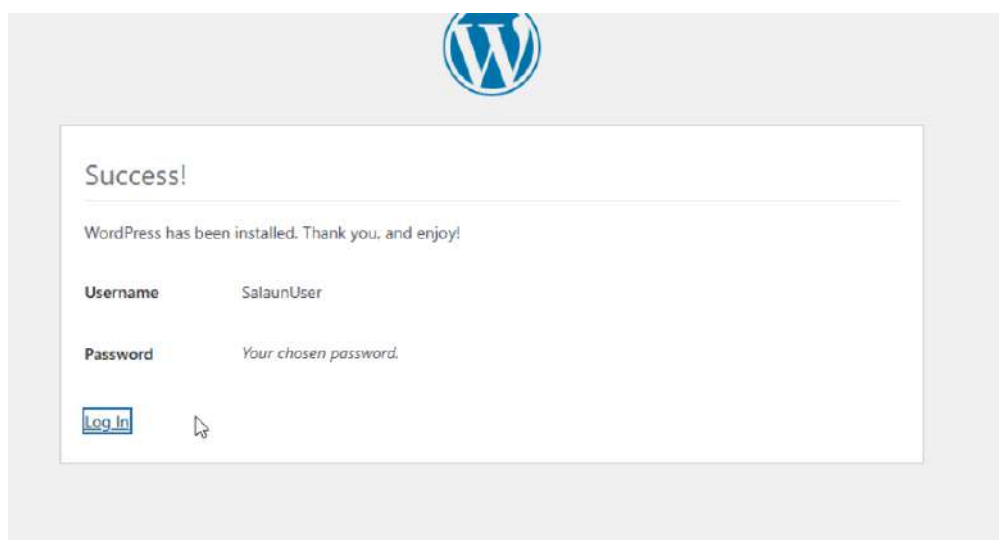 Success!
WordPress has been installed. Thank you, and enjoy!
Username SalaunUser
Password Your chosen password.
Log In